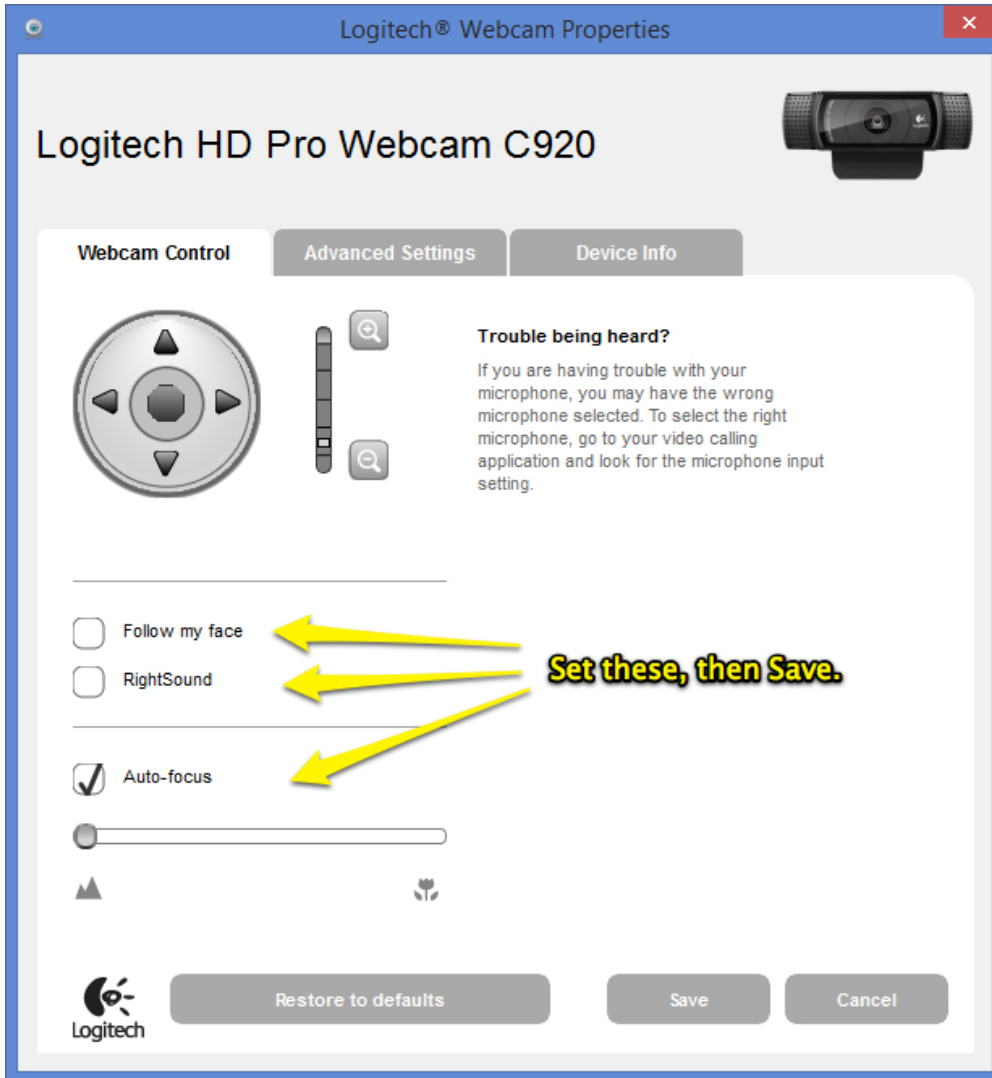 Logitech® Webcam Properties
Logitech HD Pro Webcam C920
Webcam Control
Advanced Settings
Device Info
Trouble being heard?
If you are having trouble with your
microphone, you may have the wrong
microphone selected. To select the right
microphone, go to your video calling
application and look for the microphone input
setting.
Follow my face
RightSound
Set these, then Save.
Auto-focus
Logitech
Restore to defaults
Save
Cancel